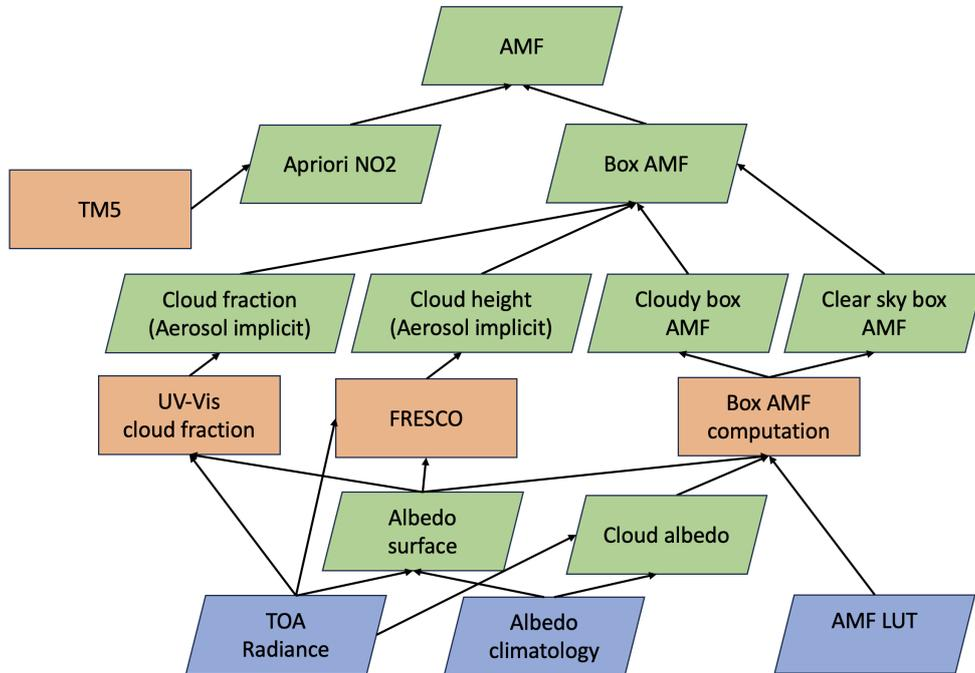 AMF
Apriori NO2
Box AMF
TM5
Cloud fraction
(Aerosol implicit)
Cloud height
(Aerosol implicit)
Cloudy box
AMF
Clear sky box
AMF
UV-Vis
cloud fraction
FRESCO
Box AMF
computation
Albedo
surface
Cloud albedo
TOA
Radiance
Albedo
climatology
AMF LUT